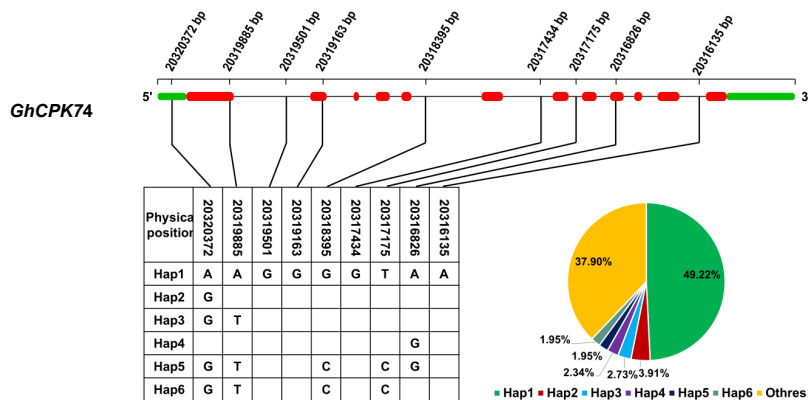 20320372 bp
20319885 bp
20319501 bp
20319163 bp
20318395 bp
20317434 bp
20317175 bp
20316826 bp
20316135 bp
GhCPK74
5'
3
Physica
position
20320372
20319885
20319501
20319163
20318395
20317434
20317175
20316826
20316135
Hap1 A A G G G G T A A
Hap2 G
Hap3 G T
Hap4 G
Hap5 G T C C G
Hap6 G T C C
37.90%
49.22%
1.95%
1.95%
2.34%
2.73%
3.91%
Hap1 Hap2 Hap3 Hap4 Hap5 Hap6 Othres